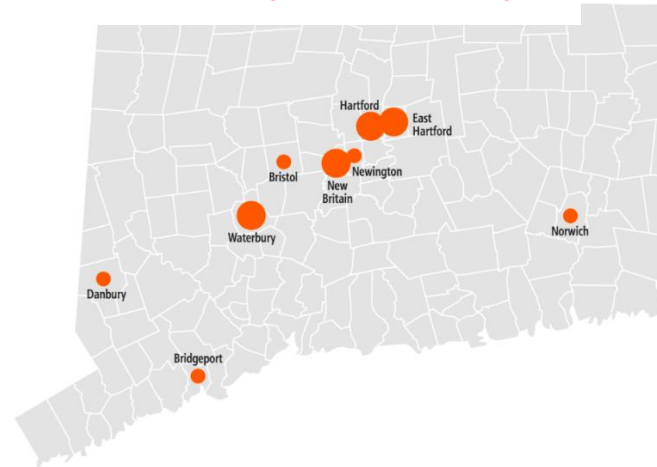 Hartford
East
Hartford
Newington
Bristol
New
Britain
Waterbury
Norwich
Danbury
Bridgeport